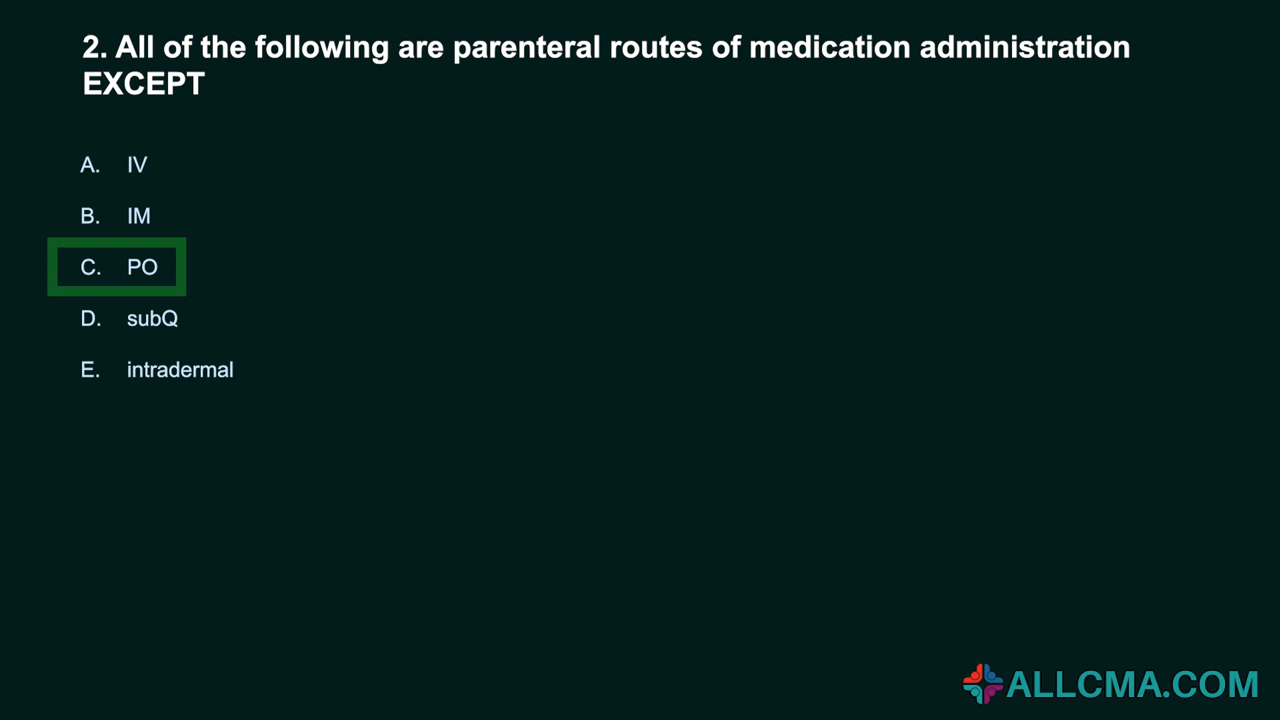 2. All of the following are parenteral routes of medication administration
EXCEPT
A. IV
B. IM
C. PO
D. subQ
E. intradermal
ALLCMA.COM